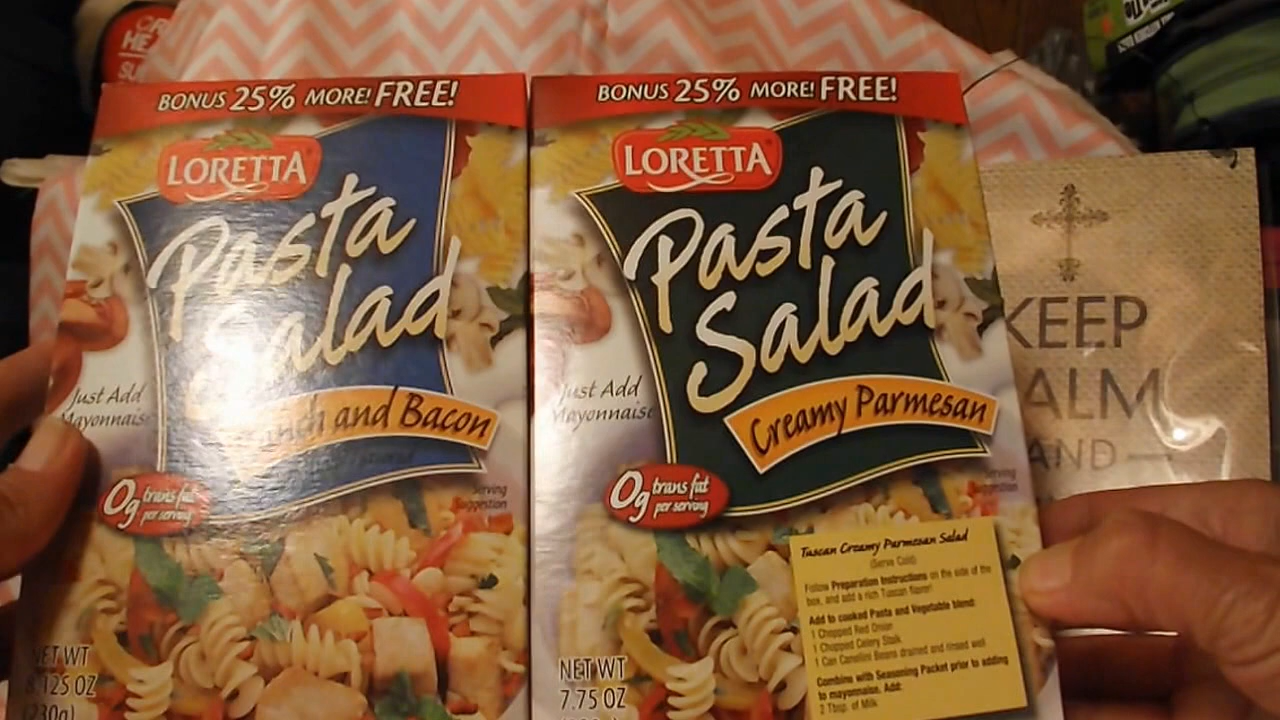 BONUS 25% MORE! FREE!
LORETTA
Pasta
Salad
and Bacon
Just Add
Mayonnaise
0g trans fat
per serving
Serving
Suggestion
NET WT
8.125 OZ
(230g)
BONUS 25% MORE! FREE!
LORETTA
Pasta
Salad
Creamy Parmesan
Just Add
Mayonnaise
0g trans fat
per serving
Serving
Suggestion
NET WT
7.75 OZ
Tuscan Creamy Parmesan Salad
(Serve Cold)
Follow Preparation Instructions on the side of the
box, and add a rich Tuscan flavor!
Add to cooked Pasta and Vegetable blend:
1 Chopped Red Onion
1 Chopped Celery Stalk
1 Can Canellini Beans drained and rinsed well
Combine with Seasoning Packet prior to adding
to mayonnaise. Add:
2 Tbsp. of Milk
KEEP
ALM
AND